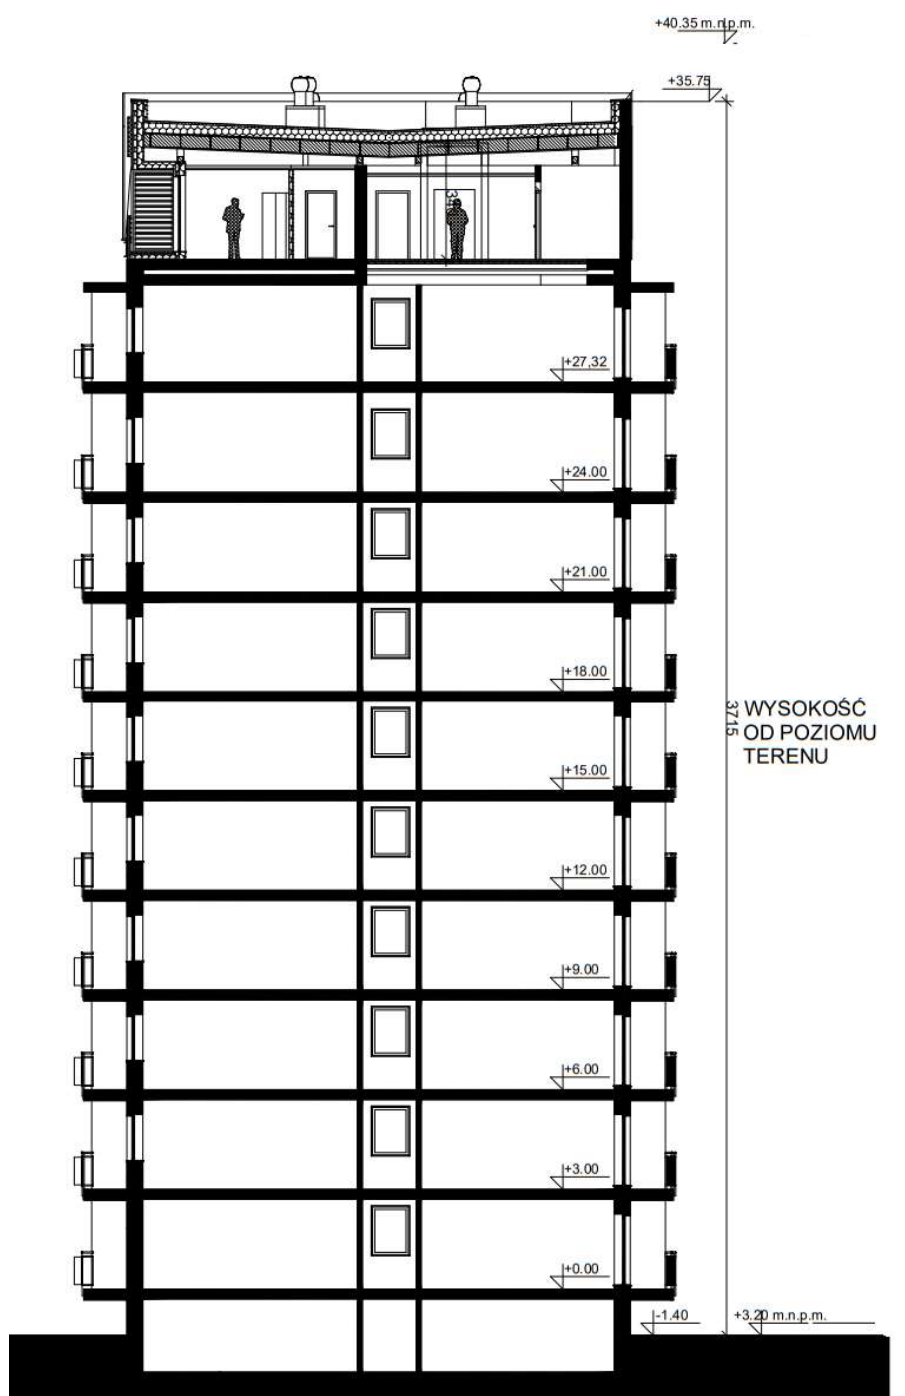 +40.35 m.n.p.m.
+35.75
+27,32
+24.00
+21.00
+18.00
3715
WYSOKOŚĆ
OD POZIOMU
TERENU
+15.00
+12.00
+9.00
+6.00
+3.00
+0.00
-1.40
+3.20 m.n.p.m.